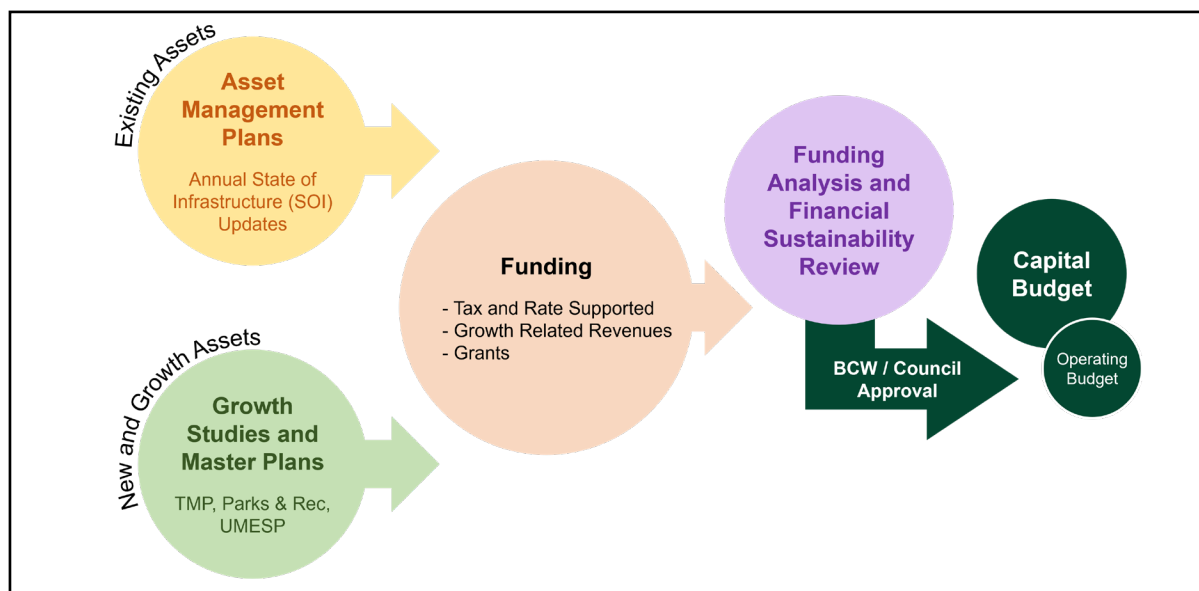 Existing Assets
Asset
Management
Plans
Annual State of
Infrastructure (SOI)
Updates
New and Growth Assets
Growth
Studies and
Master Plans
TMP, Parks & Rec,
UMESP
Funding
- Tax and Rate Supported
- Growth Related Revenues
- Grants
Funding
Analysis and
Financial
Sustainability
Review
BCW / Council
Approval
Capital
Budget
Operating
Budget